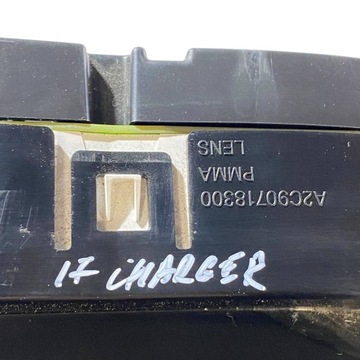 A2C90718300
PMMA
LENS
17 CHARGER